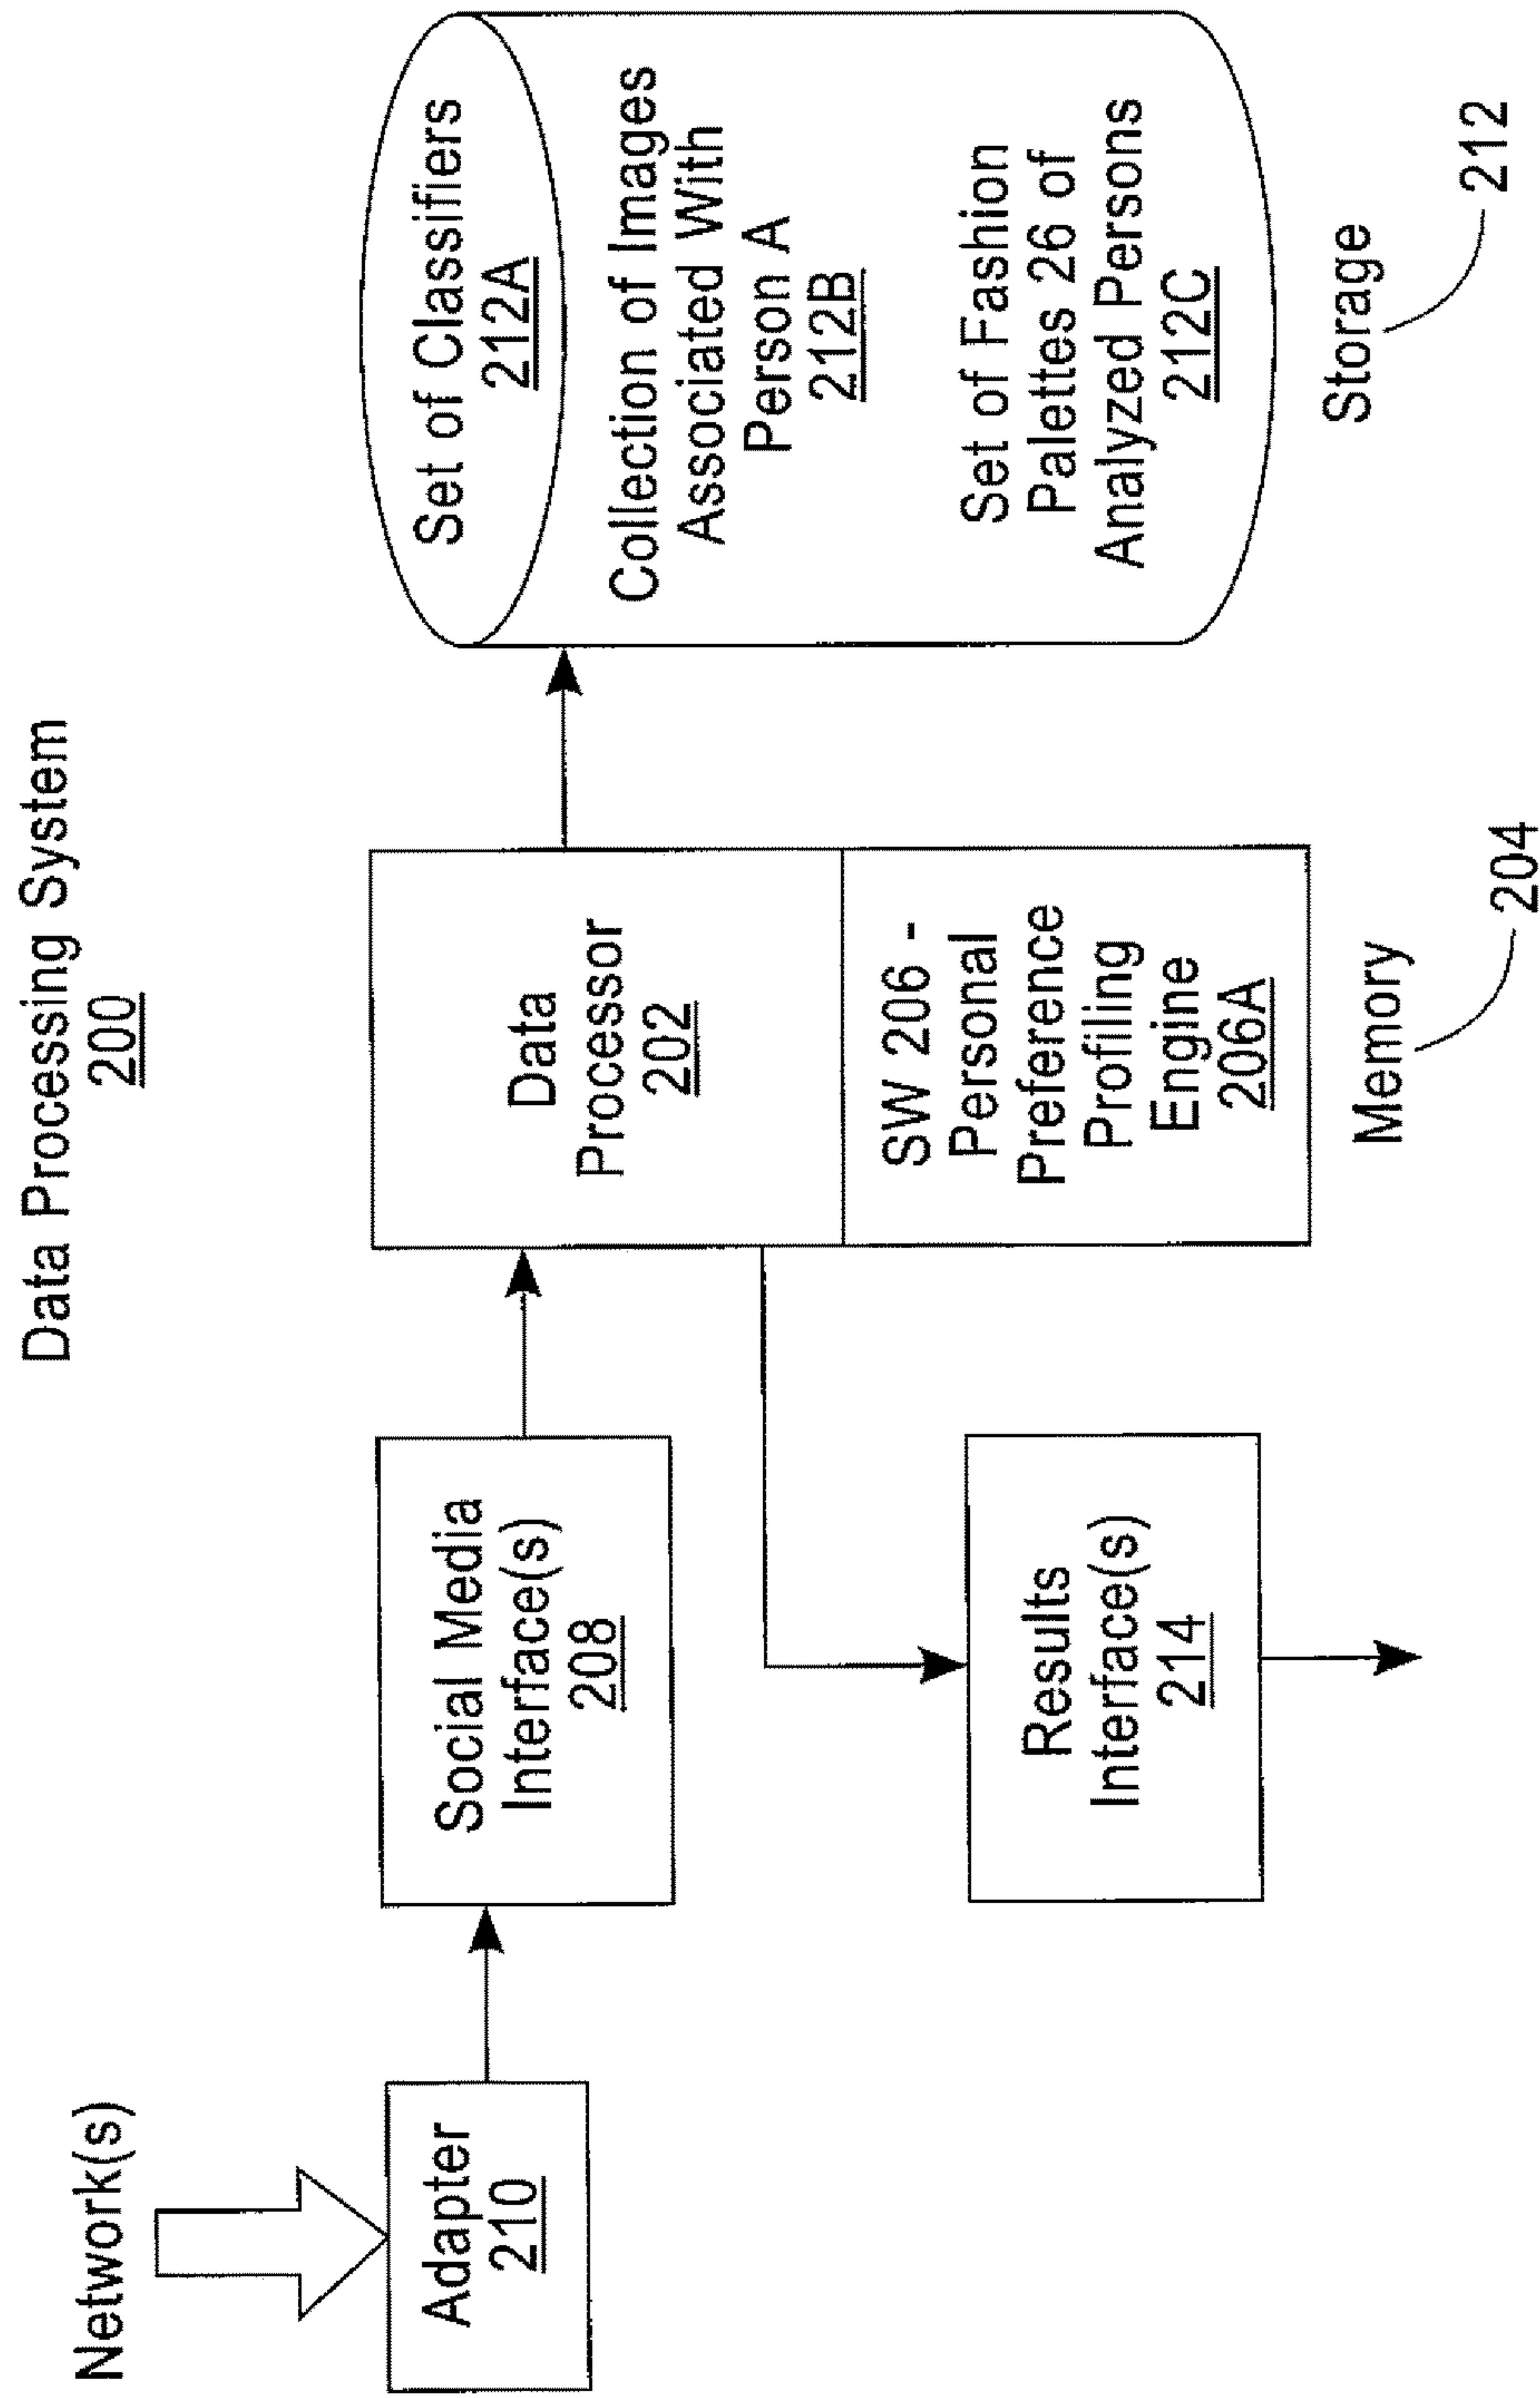 Data Processing System
200
Network(s)
Adapter
210
Social Media
Interface(s)
208
Data
Processor
202
SW 206 -
Personal
Preference
Profiling
Engine
206A
Memory
204
Results
Interface(s)
214
Set of Classifiers
212A
Collection of Images
Associated With
Person A
212B
Set of Fashion
Palettes 26 of
Analyzed Persons
212C
Storage
212